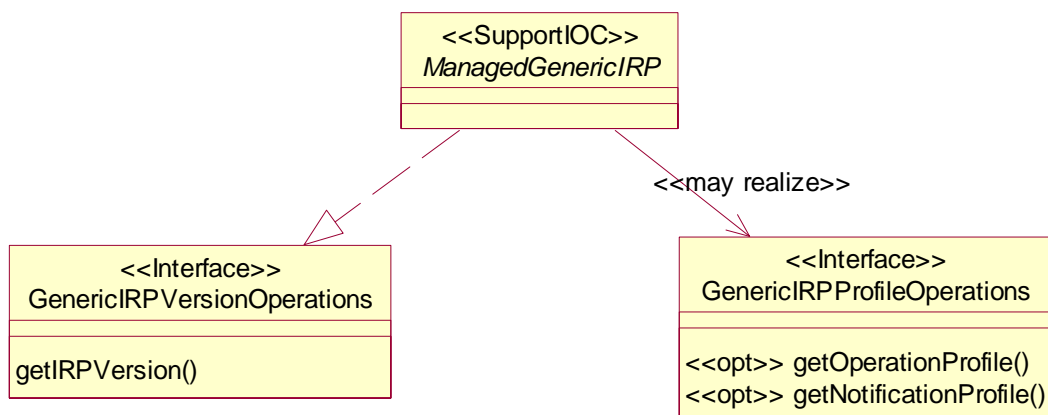 <<SupportIOC>>
ManagedGenericIRP
<<may realize>>
<<Interface>>
GenericIRPVersionOperations
getIRPVersion()
<<Interface>>
GenericIRPProfileOperations
<<opt>> getOperationProfile()
<<opt>> getNotificationProfile()